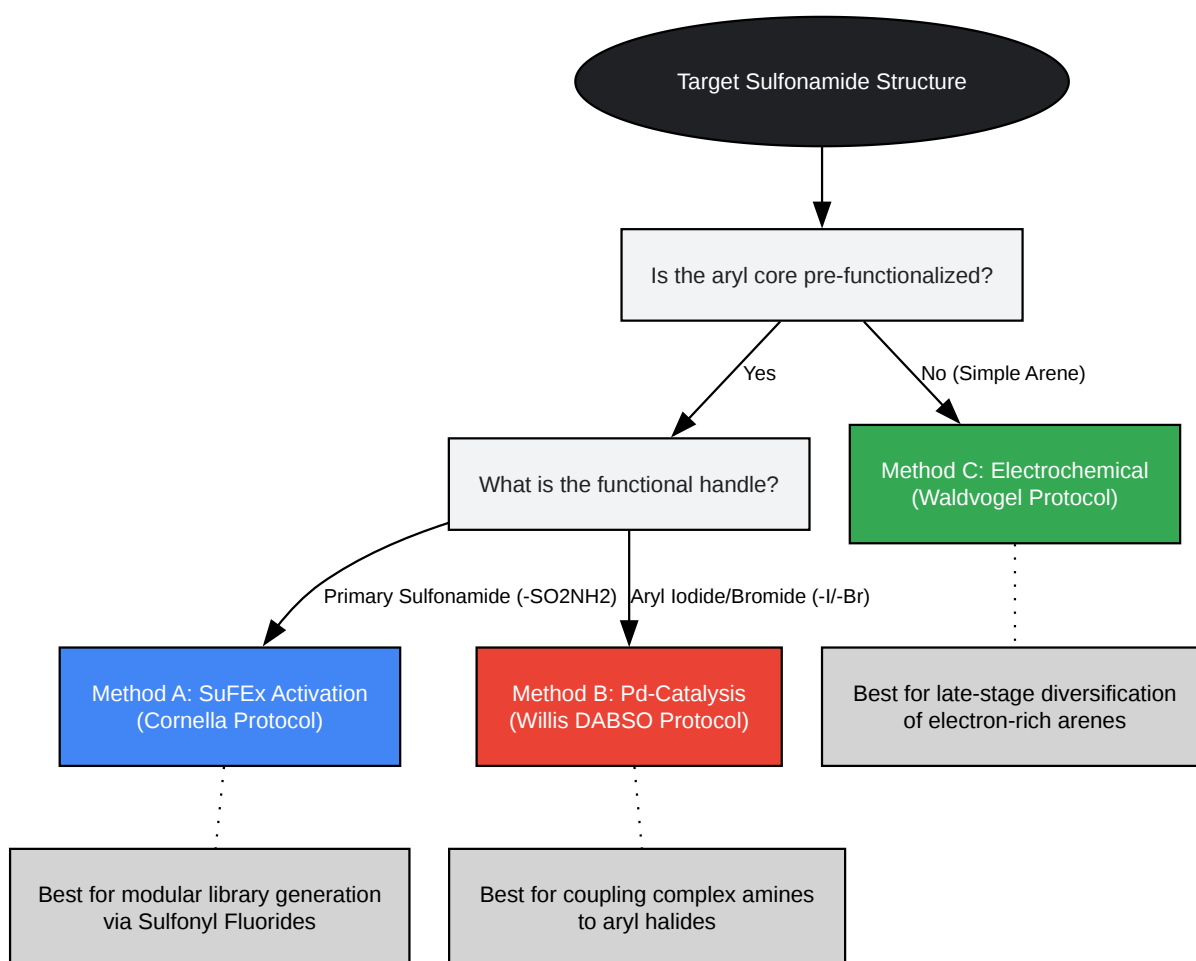 Target Sulfonamide Structure
Is the aryl core pre-functionalized?
Yes
No (Simple Arene)
What is the functional handle?
Method C: Electrochemical
(Waldvogel Protocol)
Primary Sulfonamide (-SO2NH2)
Aryl Iodide/Bromide (-I/-Br)
Method A: SuFEx Activation
(Cornella Protocol)
Method B: Pd-Catalysis
(Willis DABSO Protocol)
Best for late-stage diversification
of electron-rich arenes
Best for modular library generation
via Sulfonyl Fluorides
Best for coupling complex amines
to aryl halides